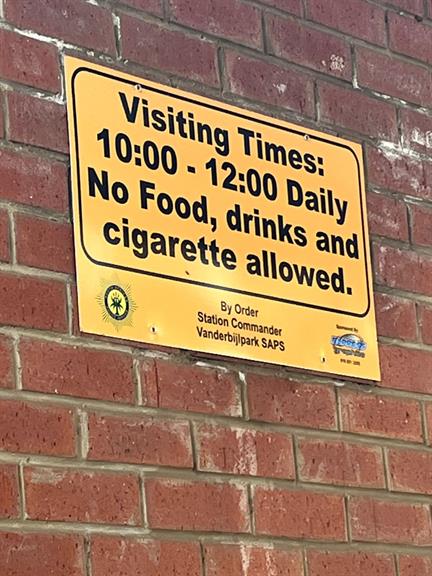 Visiting Times:
10:00 - 12:00 Daily
No Food, drinks and
cigarette allowed.
By Order
Station Commander
Vanderbijlpark SAPS
Sponsored by
graphics